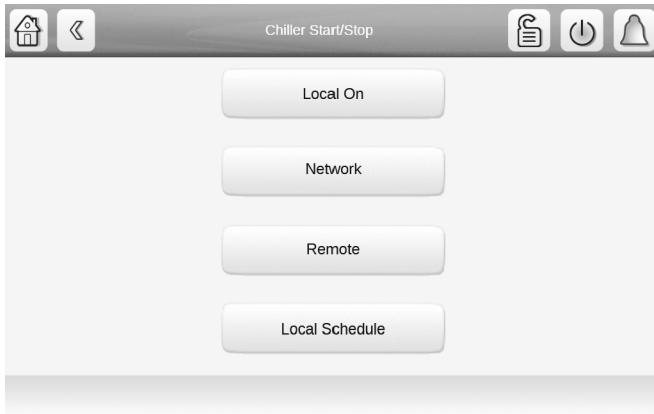 Chiller Start/Stop
Local On
Network
Remote
Local Schedule